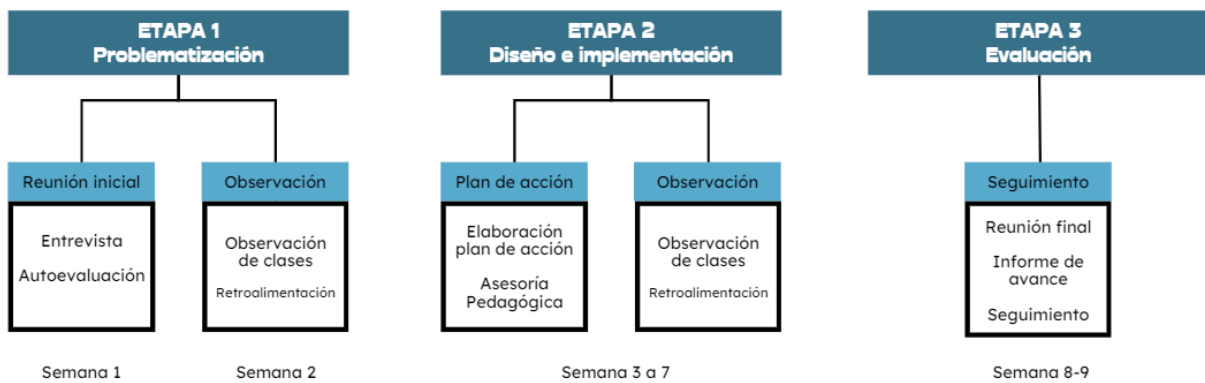 ETAPA 1
Problematización
Reunión inicial
Entrevista
Autoevaluación
Semana 1
Observación
Observación
de clases
Retroalimentación
Semana 2
ETAPA 2
Diseño e implementación
Plan de acción
Elaboración
plan de acción
Asesoría
Pedagógica
Observación
Observación
de clases
Retroalimentación
Semana 3 a 7
ETAPA 3
Evaluación
Seguimiento
Reunión final
Informe de
avance
Seguimiento
Semana 8-9